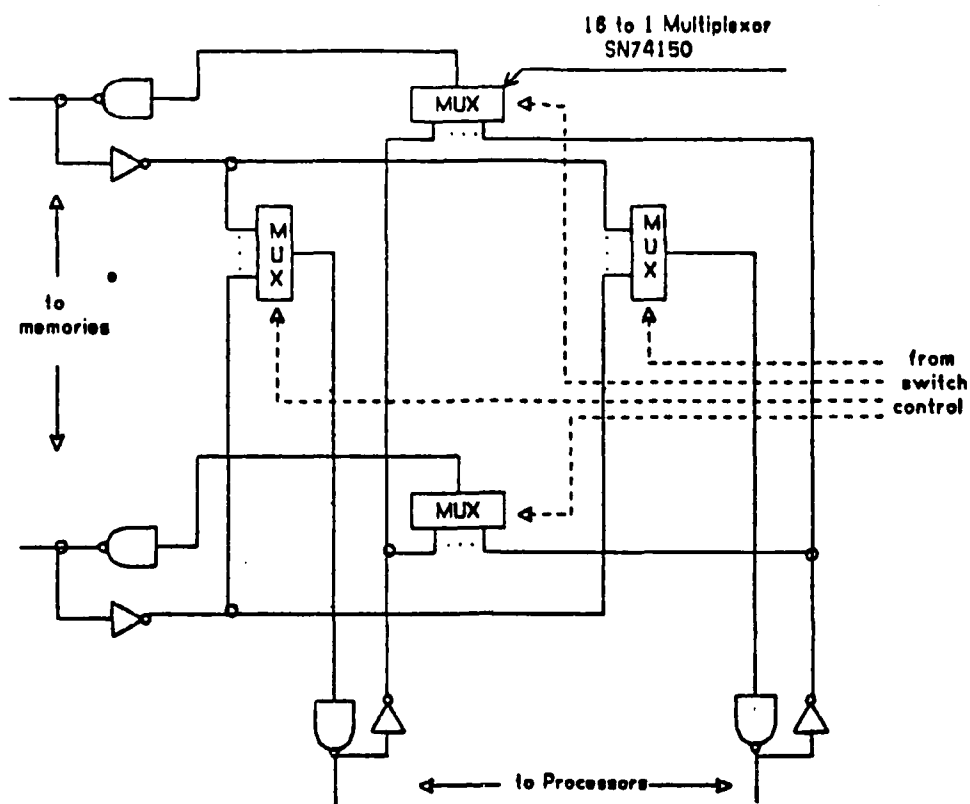 16 to 1 Multiplexor
SN74150
MUX
MUX
MUX
to
memories
from
switch
control
MUX
to Processors